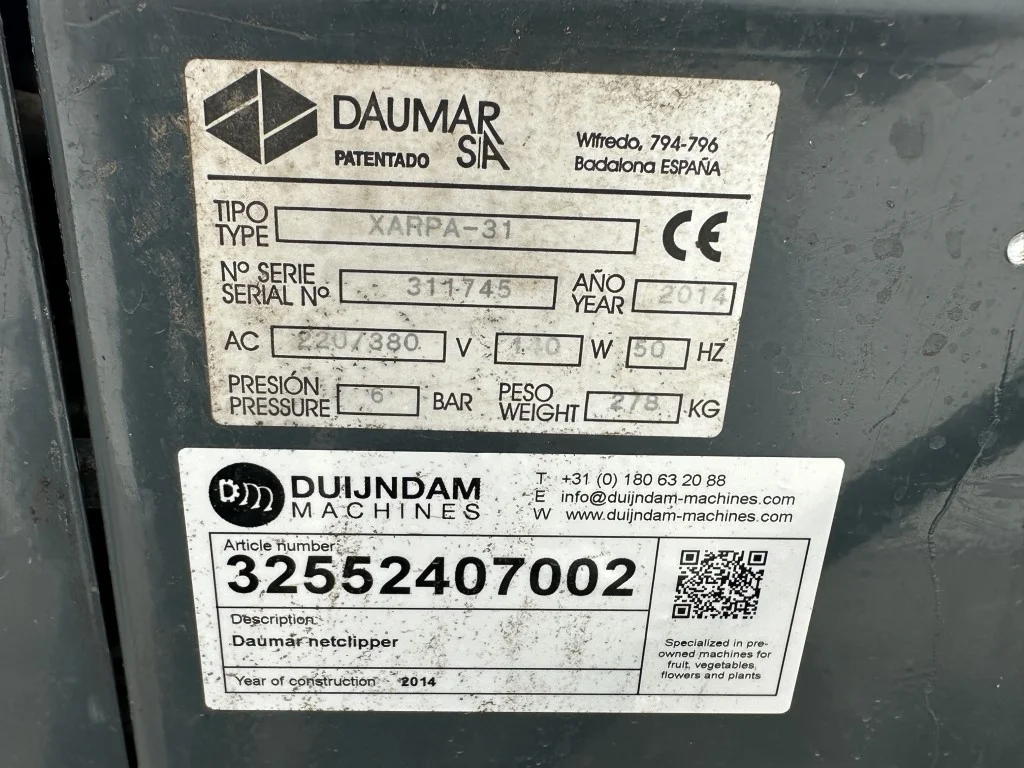 DAUMAR
PATENTADO S/A
Wifredo, 794-796
Badalona ESPAÑA
TIPO
TYPE XARPA-31
CE
Nº SERIE
SERIAL Nº 311745
AÑO
YEAR 2014
AC 220/380 V 140 W 50 HZ
PRESIÓN
PRESSURE 6 BAR
PESO
WEIGHT 278 KG
DUIJNDAM
MACHINES
T +31 (0) 180 63 20 88
E info@duijndam-machines.com
W www.duijndam-machines.com
Article number
32552407002
Description:
Daumar netclipper
Year of construction 2014
Specialized in pre-
owned machines for
fruit, vegetables,
flowers and plants